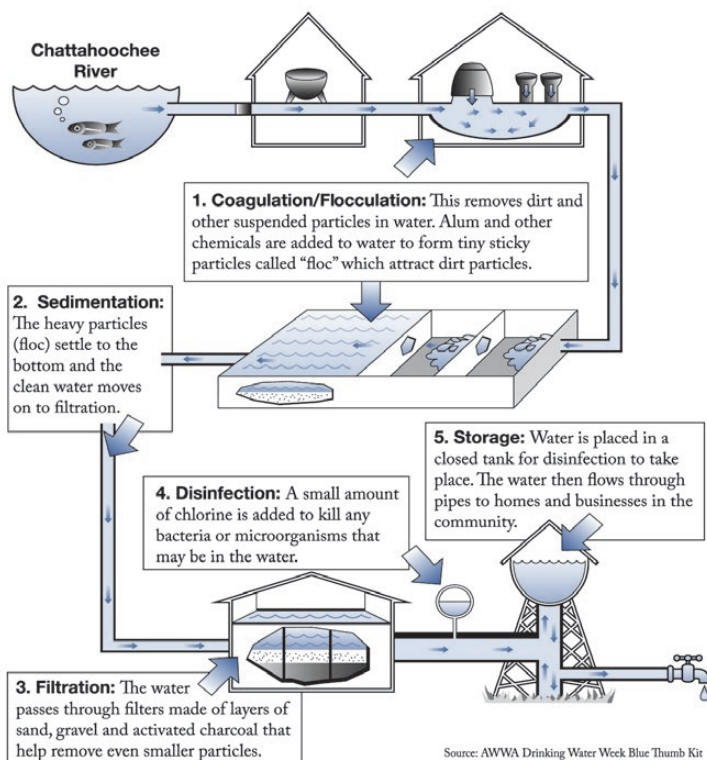 Chattahoochee
River
1. Coagulation/Flocculation: This removes dirt and
other suspended particles in water. Alum and other
chemicals are added to water to form tiny sticky
particles called “floc” which attract dirt particles.
2. Sedimentation:
The heavy particles
(floc) settle to the
bottom and the
clean water moves
on to filtration.
5. Storage: Water is placed in a
closed tank for disinfection to take
place. The water then flows through
pipes to homes and businesses in the
community.
4. Disinfection: A small amount
of chlorine is added to kill any
bacteria or microorganisms that
may be in the water.
3. Filtration: The water
passes through filters made of layers of
sand, gravel and activated charcoal that
help remove even smaller particles.
Source: AWWA Drinking Water Week Blue Thumb Kit